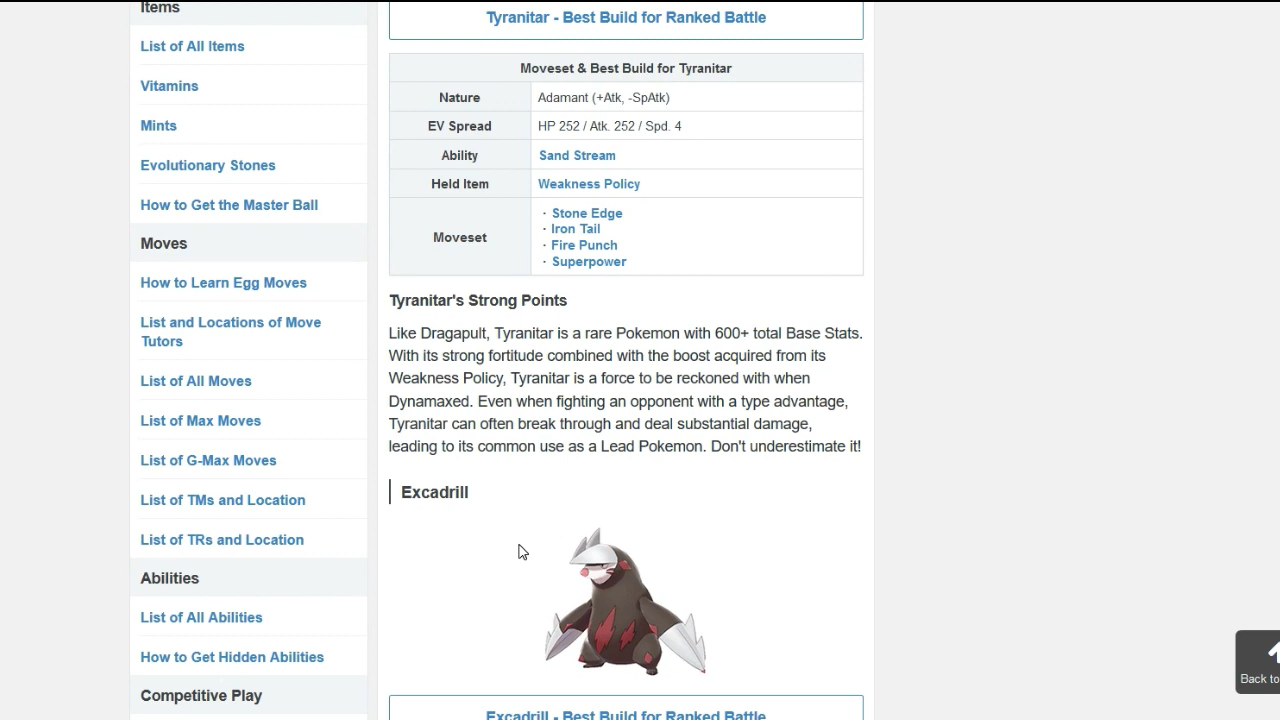 Items
List of All Items
Vitamins
Mints
Evolutionary Stones
How to Get the Master Ball
Moves
How to Learn Egg Moves
List and Locations of Move
Tutors
List of All Moves
List of Max Moves
List of G-Max Moves
List of TMs and Location
List of TRs and Location
Abilities
List of All Abilities
How to Get Hidden Abilities
Competitive Play
Tyranitar - Best Build for Ranked Battle
Moveset & Best Build for Tyranitar
Nature Adamant (+Atk, -SpAtk)
EV Spread HP 252 / Atk. 252 / Spd. 4
Ability Sand Stream
Held Item Weakness Policy
Moveset
· Stone Edge
· Iron Tail
· Fire Punch
· Superpower
Tyranitar's Strong Points
Like Dragapult, Tyranitar is a rare Pokemon with 600+ total Base Stats.
With its strong fortitude combined with the boost acquired from its
Weakness Policy, Tyranitar is a force to be reckoned with when
Dynamaxed. Even when fighting an opponent with a type advantage,
Tyranitar can often break through and deal substantial damage,
leading to its common use as a Lead Pokemon. Don't underestimate it!
Excadrill
Excadrill - Best Build for Ranked Battle
Back to